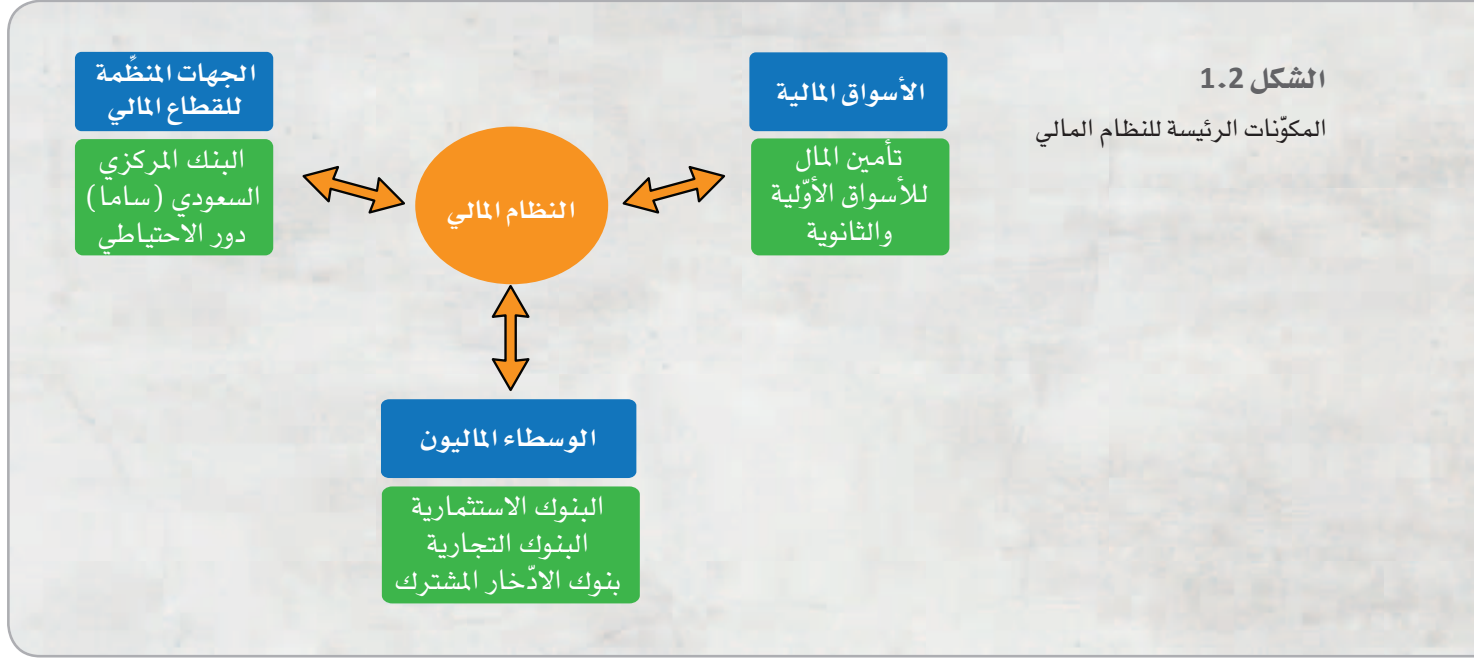 الشكل 1.2
المكوّنات الرئيسة للنظام المالي
الأسواق المالية
تأمين المال
للأسواق الأوّلية
والثانوية
النظام المالي
الجهات المنظِّمة
للقطاع المالي
البنك المركزي
السعودي (ساما)
دور الاحتياطي
الوسطاء الماليون
البنوك الاستثمارية
البنوك التجارية
بنوك الادّخار المشترك